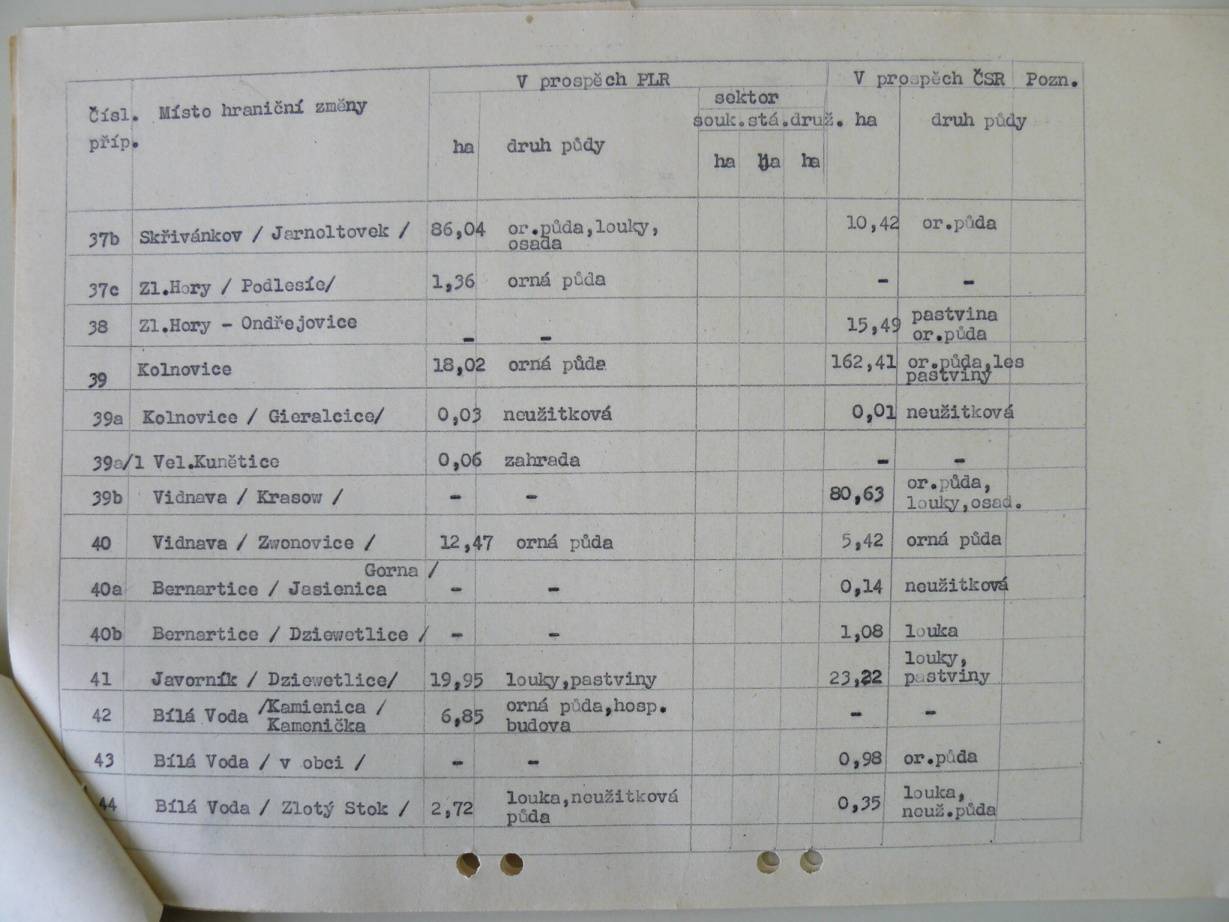 V prospěch PLR V prospěch ČSR Pozn.
Čísl. Místo hraniční změny sektor
příp. ha druh půdy souk.stá.druž. ha druh půdy
ha ha ha
37b Skřivánkov / Jarnoltovek / 86,04 or.půda,louky, 10,42 or.půda
osada
37c Zl.Hory / Podlesíe/ 1,36 orná půda - -
38 Zl.Hory - Ondřejovice - - 15,49 pastvina
or.půda
39 Kolnovice 18,02 orná půda 162,41 or.půda,les
pastviny
39a Kolnovice / Gieralcice/ 0,03 neužitková 0,01 neužitková
39a/1 Vel.Kunětice 0,06 zahrada - -
39b Vidnava / Krasow / - - 80,63 or.půda,
louky,osad.
40 Vidnava / Zwonovice / 12,47 orná půda 5,42 orná půda
Gorna /
40a Bernartice / Jasienica - - 0,14 neužitková
40b Bernartice / Dziewetlice / - - 1,08 louka
41 Javorník / Dziewetlice/ 19,95 louky,pastviny 23,22 louky,
pastviny
42 Bílá Voda /Kamienica / 6,85 orná půda,hosp. - -
Kamenička budova
43 Bílá Voda / v obci / - - 0,98 or.půda
44 Bílá Voda / Zlotý Stok / 2,72 louka,neužitková 0,35 louka,
půda neuž.půda